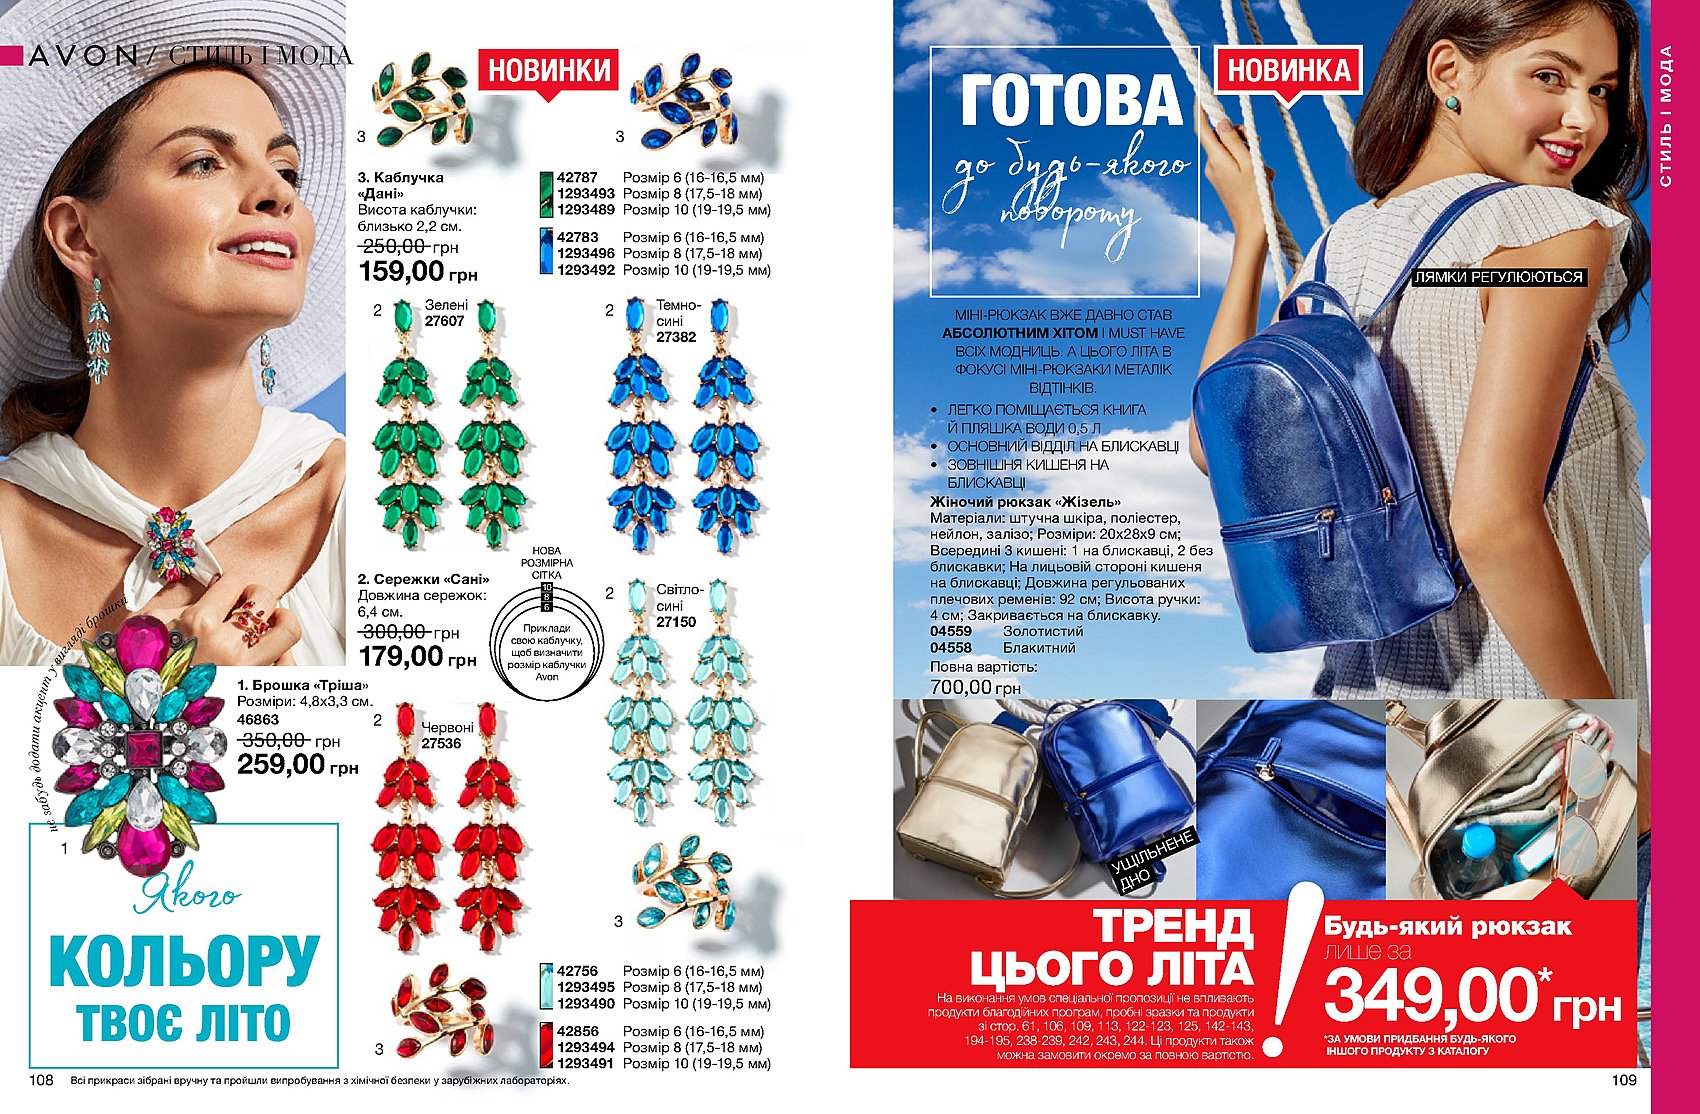 AVON / СТИЛЬ І МОДА
НОВИНКИ
3
3
3. Каблучка
«Дані»
Висота каблучки:
близько 2,2 см.
250,00 грн
159,00 грн
42787 Розмір 6 (16-16,5 мм)
1293493 Розмір 8 (17,5-18 мм)
1293489 Розмір 10 (19-19,5 мм)
42783 Розмір 6 (16-16,5 мм)
1293496 Розмір 8 (17,5-18 мм)
1293492 Розмір 10 (19-19,5 мм)
2
Зелені
27607
2
Темно-
сині
27382
2. Сережки «Сані»
Довжина сережок:
6,4 см.
300,00 грн
179,00 грн
НОВА
РОЗМІРНА
СІТКА
10
8
6
Приклади
свою каблучку,
щоб визначити
розмір каблучки
Avon
2
Світло-
сині
27150
не забудь додати акцент у вигляді брошки
1. Брошка «Тріша»
Розміри: 4,8х3,3 см.
46863
350,00 грн
259,00 грн
1
2
Червоні
27536
Якого
КОЛЬОРУ
ТВОЄ ЛІТО
3
42756 Розмір 6 (16-16,5 мм)
1293495 Розмір 8 (17,5-18 мм)
1293490 Розмір 10 (19-19,5 мм)
3
42856 Розмір 6 (16-16,5 мм)
1293494 Розмір 8 (17,5-18 мм)
1293491 Розмір 10 (19-19,5 мм)
108 Всі прикраси зібрані вручну та пройшли випробування з хімічної безпеки у зарубіжних лабораторіях.
ГОТОВА
до будь-якого
повороту
НОВИНКА
СТИЛЬ І МОДА
ЛЯМКИ РЕГУЛЮЮТЬСЯ
МІНІ-РЮКЗАК ВЖЕ ДАВНО СТАВ
АБСОЛЮТНИМ ХІТОМ І MUST HAVE
ВСІХ МОДНИЦЬ. А ЦЬОГО ЛІТА В
ФОКУСІ МІНІ-РЮКЗАКИ МЕТАЛІК
ВІДТІНКІВ.
• ЛЕГКО ПОМІЩАЄТЬСЯ КНИГА
Й ПЛЯШКА ВОДИ 0,5 Л
• ОСНОВНИЙ ВІДДІЛ НА БЛИСКАВЦІ
• ЗОВНІШНЯ КИШЕНЯ НА
БЛИСКАВЦІ
Жіночий рюкзак «Жізель»
Матеріали: штучна шкіра, поліестер,
нейлон, залізо; Розміри: 20х28х9 см;
Всередині 3 кишені: 1 на блискавці, 2 без
блискавки; На лицьовій стороні кишеня
на блискавці; Довжина регульованих
плечових ременів: 92 см; Висота ручки:
4 см; Закривається на блискавку.
04559 Золотистий
04558 Блакитний
Повна вартість:
700,00 грн
УЩІЛЬНЕНЕ
ДНО
ТРЕНД
ЦЬОГО ЛІТА
!
На виконання умов спеціальної пропозиції не впливають
продукти благодійних програм, пробні зразки та продукти
зі стор. 61, 106, 109, 113, 122-123, 125, 142-143,
194-195, 238-239, 242, 243, 244. Ці продукти також
можна замовити окремо за повною вартістю.
Будь-який рюкзак
лише за
349,00* грн
*ЗА УМОВИ ПРИДБАННЯ БУДЬ-ЯКОГО
ІНШОГО ПРОДУКТУ З КАТАЛОГУ
109